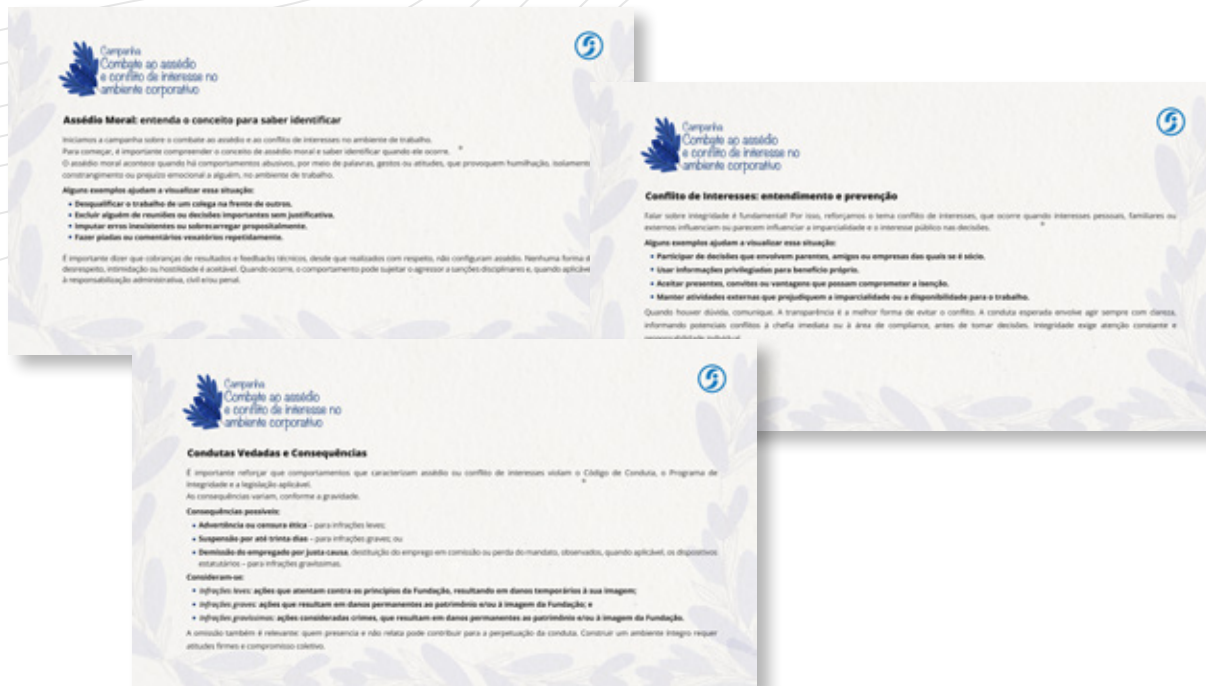 Campanha
Combate ao assédio
e conflito de interesse no
ambiente corporativo
Assédio Moral: entenda o conceito para saber identificar
Iniciamos a campanha sobre o combate ao assédio e ao conflito de interesses no ambiente de trabalho.
Para começar, é importante compreender o conceito de assédio moral e saber identificar quando ele ocorre.
O assédio moral acontece quando há comportamentos abusivos, por meio de palavras, gestos ou atitudes, que provoquem humilhação, isolamento
constrangimento ou prejuízo emocional a alguém, no ambiente de trabalho.
Alguns exemplos ajudam a visualizar essa situação:
• Desqualificar o trabalho de um colega na frente de outros.
• Excluir alguém de reuniões ou decisões importantes sem justificativa.
• Imputar erros inexistentes ou sobrecarregar propositalmente.
• Fazer piadas ou comentários vexatórios repetidamente.
É importante dizer que cobranças de resultados e feedbacks técnicos, desde que realizados com respeito, não configuram assédio. Nenhuma forma d
desrespeito, intimidação ou hostilidade é aceitável. Quando ocorre, o comportamento pode sujeitar o agressor a sanções disciplinares e, quando aplicáve
à responsabilização administrativa, civil e/ou penal.
Campanha
Combate ao assédio
e conflito de interesse no
ambiente corporativo
Conflito de Interesses: entendimento e prevenção
Falar sobre integridade é fundamental! Por isso, reforçamos o tema conflito de interesses, que ocorre quando interesses pessoais, familiares ou
externos influenciam ou parecem influenciar a imparcialidade e o interesse público nas decisões.
Alguns exemplos ajudam a visualizar essa situação:
• Participar de decisões que envolvem parentes, amigos ou empresas das quais se é sócio.
• Usar informações privilegiadas para benefício próprio.
• Aceitar presentes, convites ou vantagens que possam comprometer a isenção.
• Manter atividades externas que prejudiquem a imparcialidade ou a disponibilidade para o trabalho.
Quando houver dúvida, comunique. A transparência é a melhor forma de evitar o conflito. A conduta esperada envolve agir sempre com clareza,
informando potenciais conflitos à chefia imediata ou à área de compliance, antes de tomar decisões. Integridade exige atenção constante e
Campanha
Combate ao assédio
e conflito de interesse no
ambiente corporativo
Condutas Vedadas e Consequências
É importante reforçar que comportamentos que caracterizam assédio ou conflito de interesses violam o Código de Conduta, o Programa de
Integridade e a legislação aplicável.
As consequências variam, conforme a gravidade.
Consequências possíveis:
• Advertência ou censura ética – para infrações leves;
• Suspensão por até trinta dias – para infrações graves; ou
• Demissão do empregado por justa causa, destituição do emprego em comissão ou perda do mandato, observados, quando aplicável, os dispositivos
estatutários – para infrações gravíssimas.
Consideram-se:
• Infrações leves: ações que atentam contra os princípios da Fundação, resultando em danos temporários à sua imagem;
• Infrações graves: ações que resultam em danos permanentes ao patrimônio e/ou à imagem da Fundação; e
• Infrações gravíssimas: ações consideradas crimes, que resultam em danos permanentes ao patrimônio e/ou à imagem da Fundação.
A omissão também é relevante: quem presencia e não relata pode contribuir para a perpetuação da conduta. Construir um ambiente íntegro requer
atitudes firmes e compromisso coletivo.